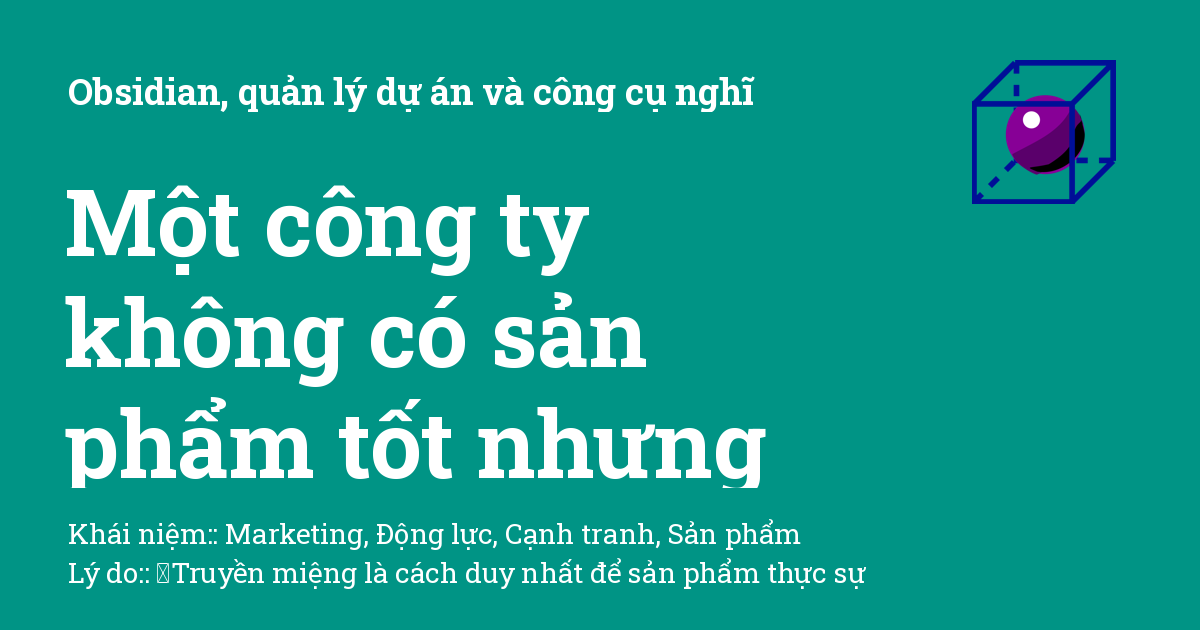 Obsidian, quản lý dự án và công cụ nghĩ
Một công ty
không có sản
phẩm tốt nhưng
Khái niệm:: Marketing, Động lực, Cạnh tranh, Sản phẩm
Lý do:: Truyền miệng là cách duy nhất để sản phẩm thực sự